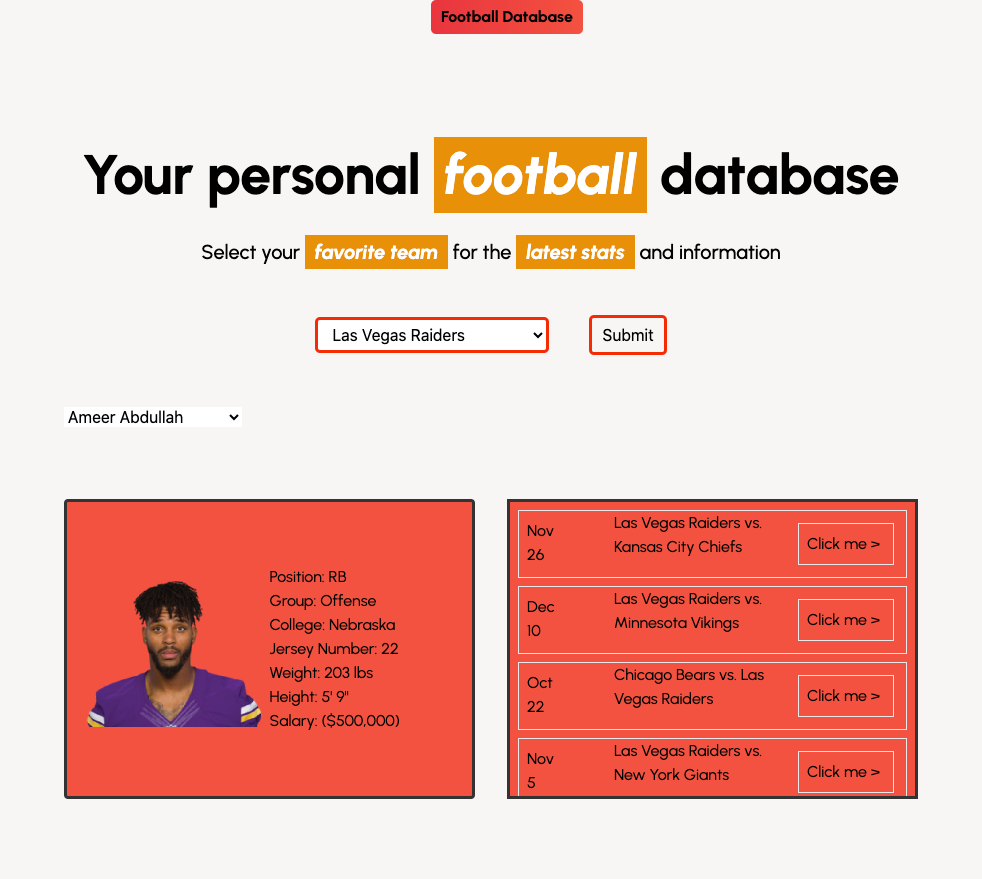 Football Database
Your personal football database
Select your favorite team for the latest stats and information
Las Vegas Raiders
Submit
Ameer Abdullah
Position: RB
Group: Offense
College: Nebraska
Jersey Number: 22
Weight: 203 lbs
Height: 5' 9"
Salary: ($500,000)
Nov
26
Las Vegas Raiders vs.
Kansas City Chiefs
Click me >
Dec
10
Las Vegas Raiders vs.
Minnesota Vikings
Click me >
Oct
22
Chicago Bears vs. Las
Vegas Raiders
Click me >
Nov
5
Las Vegas Raiders vs.
New York Giants
Click me >